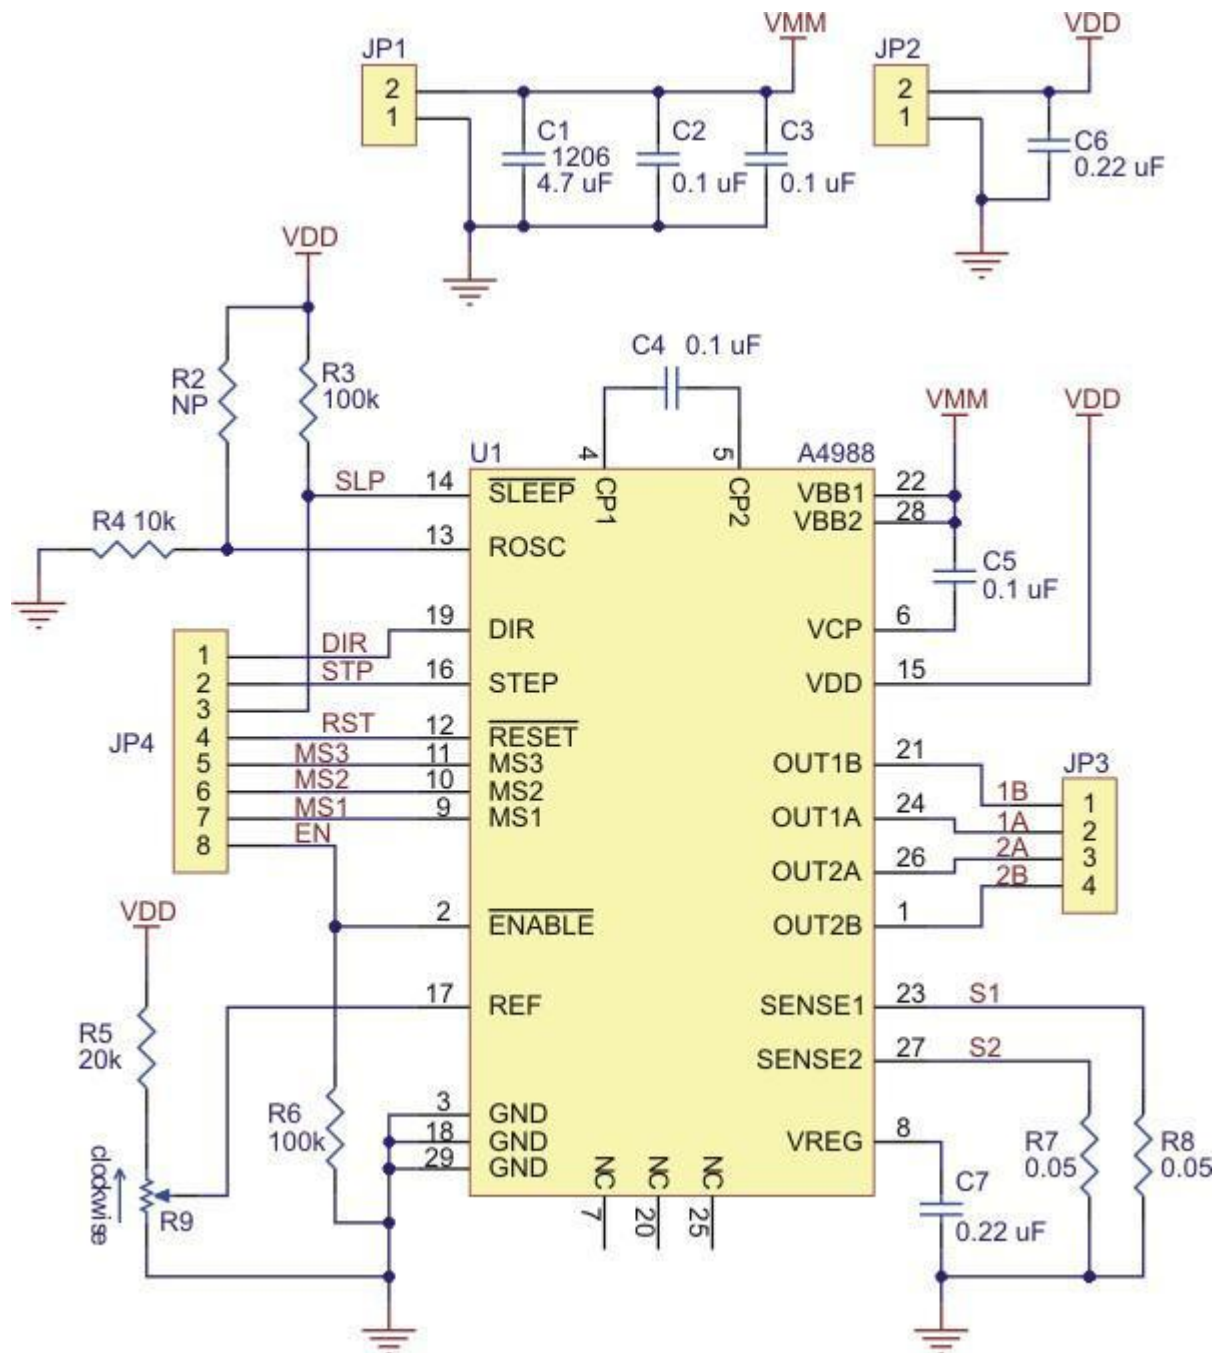 VMM
VDD
JP1
JP2
2
1
C1
1206
4.7 uF
C2
0.1 uF
C3
0.1 uF
2
1
C6
0.22 uF
VDD
R2
NP
R3
100k
C4 0.1 uF
VMM
VDD
U1
4
5
A4988
SLP
14
SLEEP
CP1
CP2
VBB1
22
VBB2
28
R4 10k
13
ROSC
C5
0.1 uF
19
DIR
VCP
6
1
DIR
2
STP
16
STEP
VDD
15
3
JP4
4
RST
12
RESET
5
MS3
11
MS3
OUT1B
21
JP3
6
MS2
10
MS2
1B
1
7
MS1
9
MS1
OUT1A
24
1A
2
8
EN
2A
3
OUT2A
26
2B
4
VDD
2
ENABLE
OUT2B
1
17
REF
SENSE1
23
S1
R5
20k
SENSE2
27
S2
R6
100k
3
GND
18
GND
29
GND
VREG
8
R7
0.05
R8
0.05
clockwise
R9
NC
NC
NC
7
20
25
C7
0.22 uF